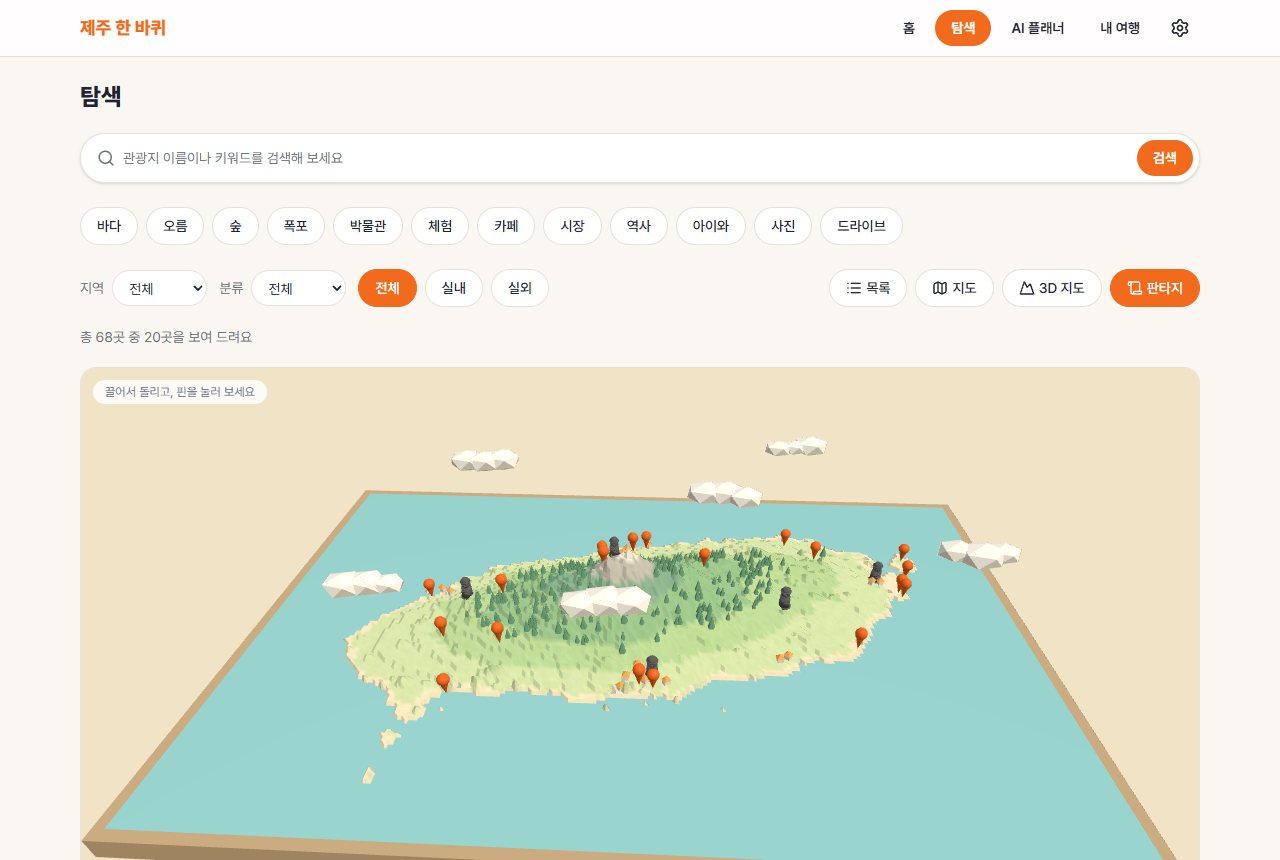 제주 한 바퀴
홈
탐색
AI 플래너
내 여행
탐색
관광지 이름이나 키워드를 검색해 보세요
검색
바다
오름
숲
폭포
박물관
체험
카페
시장
역사
아이와
사진
드라이브
지역
전체
분류
전체
전체
실내
실외
목록
지도
3D 지도
판타지
총 68곳 중 20곳을 보여 드려요
끌어서 돌리고, 핀을 눌러 보세요